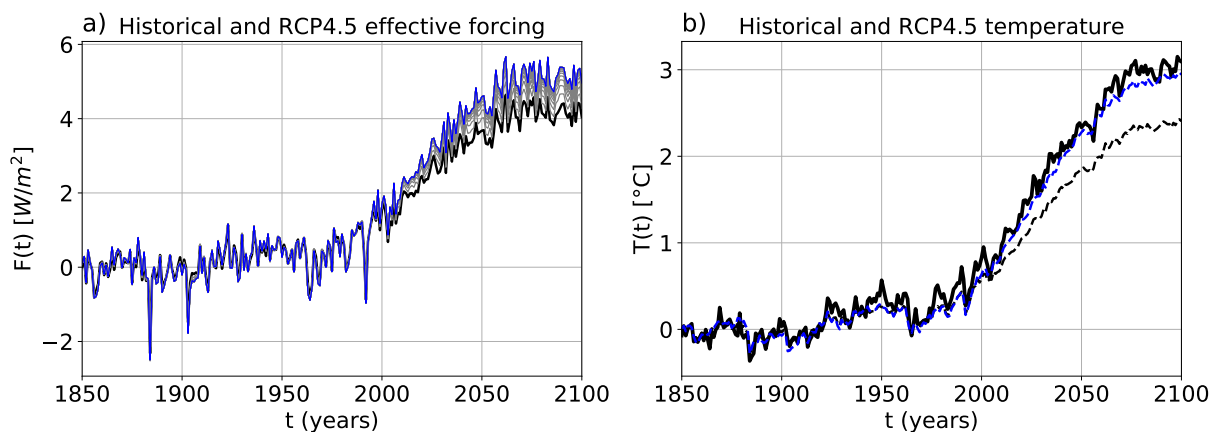 a) Historical and RCP4.5 effective forcing
6
4
2
0
−2
F(t) [W/m²]
1850 1900 1950 2000 2050 2100
t (years)
b) Historical and RCP4.5 temperature
3
2
1
0
T(t) [°C]
1850 1900 1950 2000 2050 2100
t (years)